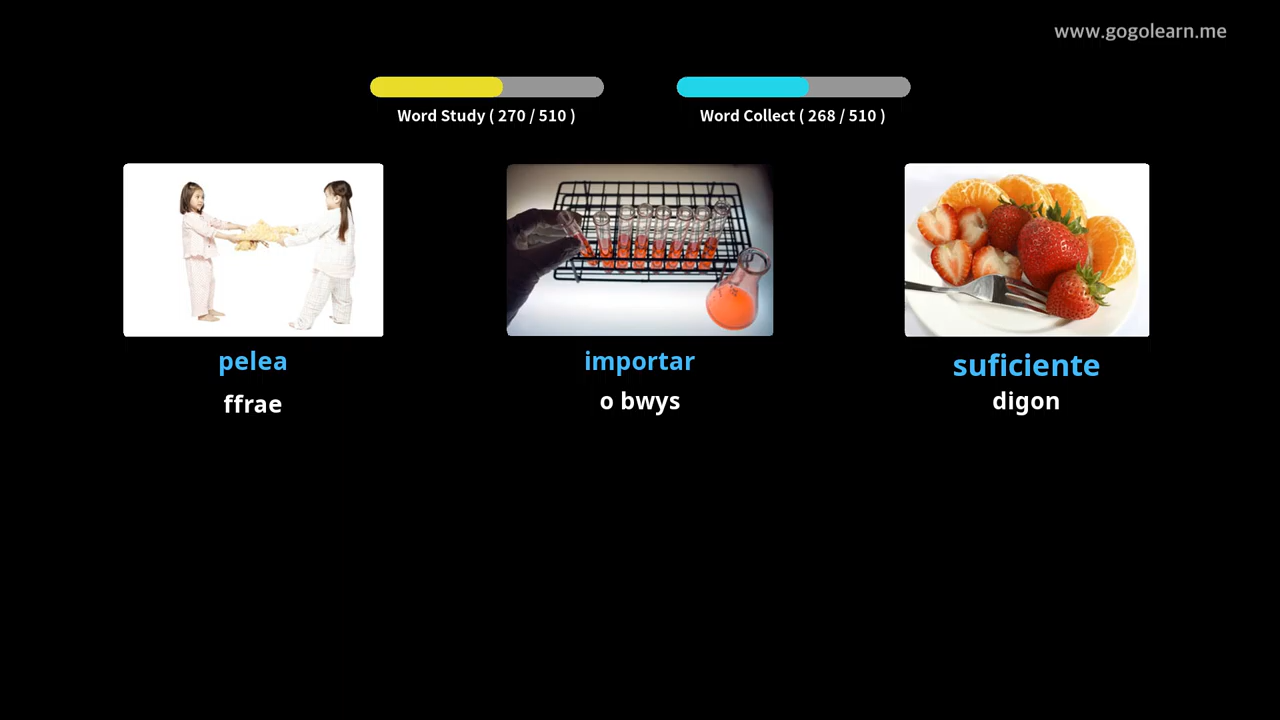 www.gogolearn.me
Word Study ( 270 / 510 )
Word Collect ( 268 / 510 )
pelea
ffrae
importar
o bwys
suficiente
digon